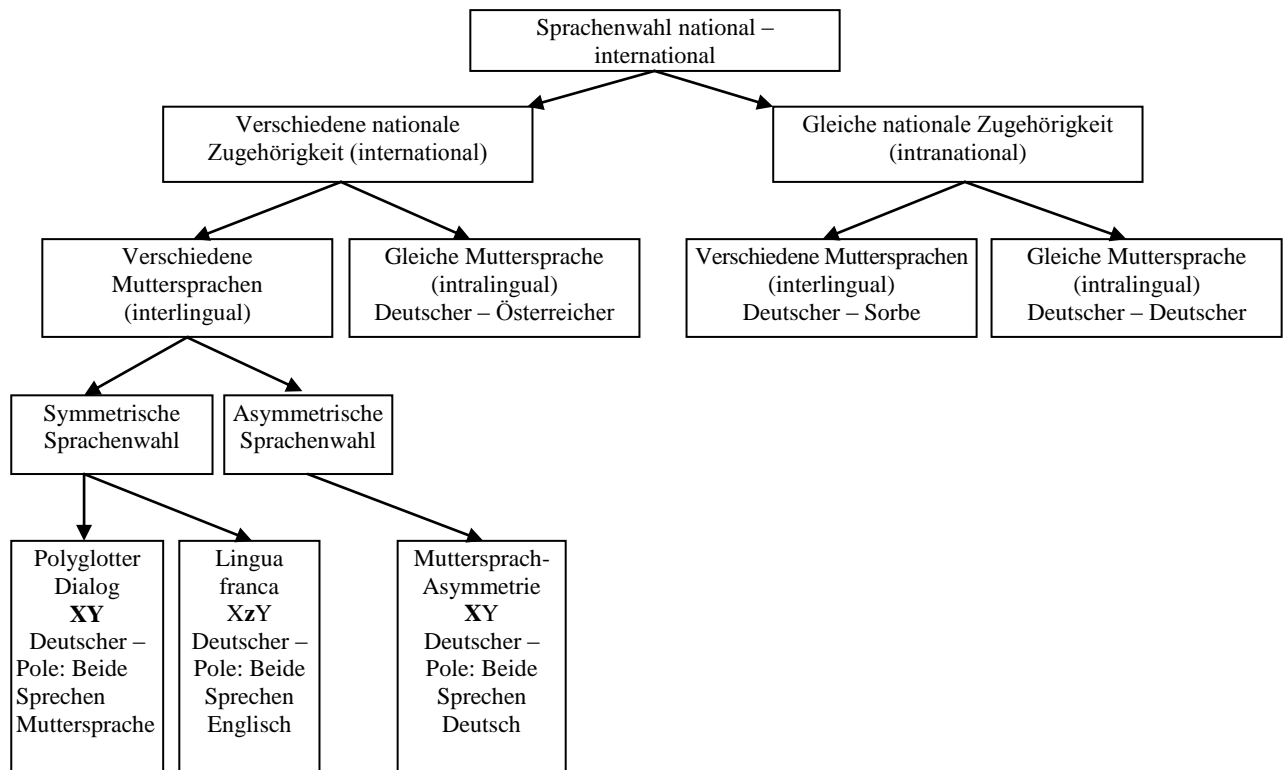 Sprachenwahl national –
international
Verschiedene nationale
Zugehörigkeit (international)
Gleiche nationale Zugehörigkeit
(intranational)
Verschiedene
Muttersprachen
(interlingual)
Gleiche Muttersprache
(intralingual)
Deutscher – Österreicher
Verschiedene Muttersprachen
(interlingual)
Deutscher – Sorbe
Gleiche Muttersprache
(intralingual)
Deutscher – Deutscher
Symmetrische
Sprachenwahl
Asymmetrische
Sprachenwahl
Polyglotter
Dialog
XY
Deutscher –
Pole: Beide
Sprechen
Muttersprache
Lingua
franca
XzY
Deutscher –
Pole: Beide
Sprechen
Englisch
Muttersprach-
Asymmetrie
XY
Deutscher –
Pole: Beide
Sprechen
Deutsch